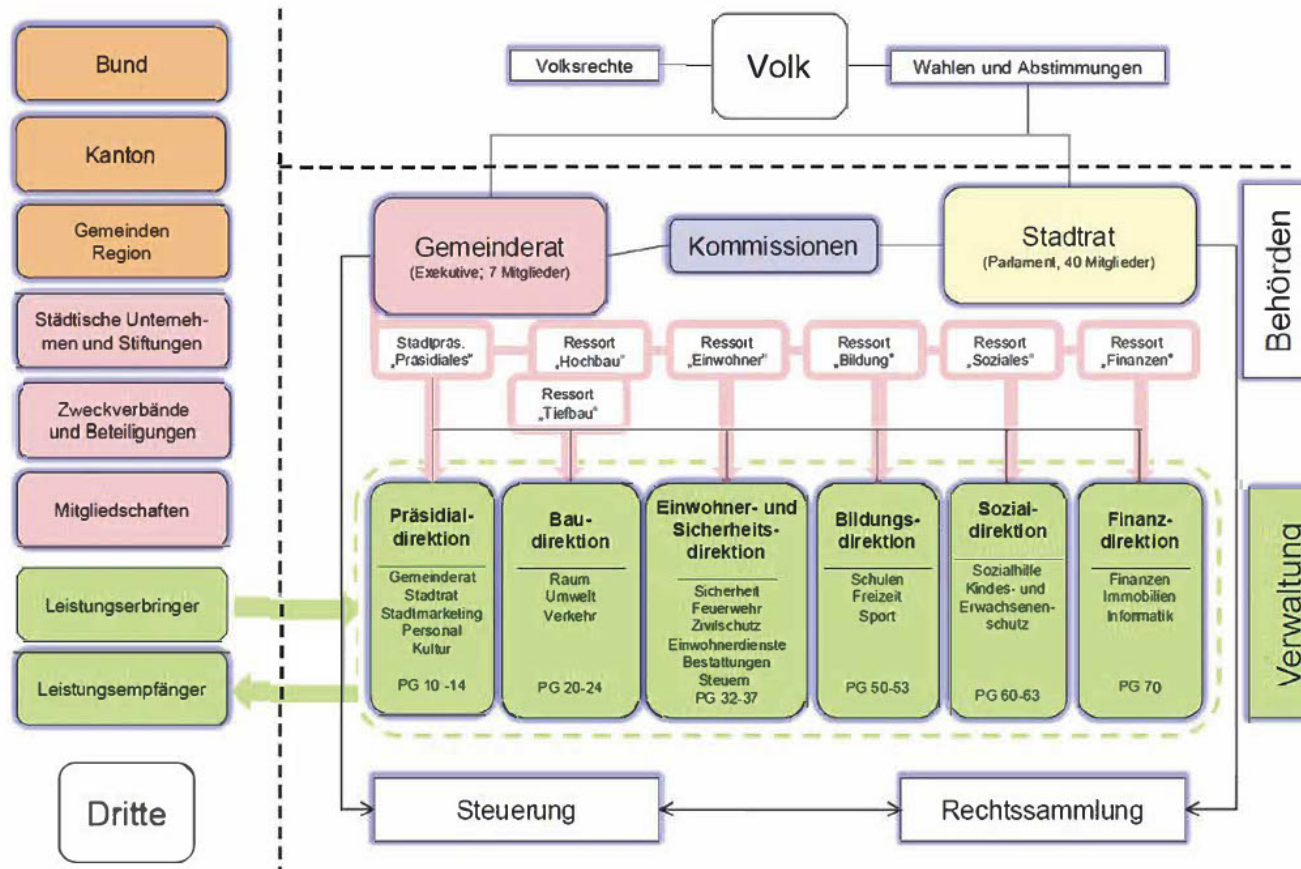 Bund
Kanton
Gemeinden
Region
Städtische Unterneh-
men und Stiftungen
Zweckverbände
und Beteiligungen
Mitgliedschaften
Leistungserbringer
Leistungsempfänger
Dritte
Volksrechte
Volk
Wahlen und Abstimmungen
Gemeinderat
(Exekutive; 7 Mitglieder)
Kommissionen
Stadtrat
(Parlament, 40 Mitglieder)
Behörden
Stadtpräs.
„Präsidiales"
Ressort
„Hochbau"
Ressort
„Tiefbau"
Ressort
„Einwohner"
Ressort
„Bildung"
Ressort
„Soziales"
Ressort
„Finanzen"
Präsidial-
direktion
Gemeinderat
Stadtrat
Stadtmarketing
Personal
Kultur
PG 10 -14
Bau-
direktion
Raum
Umwelt
Verkehr
PG 20-24
Einwohner- und
Sicherheits-
direktion
Sicherheit
Feuerwehr
Zivilschutz
Einwohnerdienste
Bestattungen
Steuern
PG 32-37
Bildungs-
direktion
Schulen
Freizeit
Sport
PG 50-53
Sozial-
direktion
Sozialhilfe
Kindes- und
Erwachsenen-
schutz
PG 60-63
Finanz-
direktion
Finanzen
Immobilien
Informatik
PG 70
Verwaltung
Steuerung
Rechtssammlung